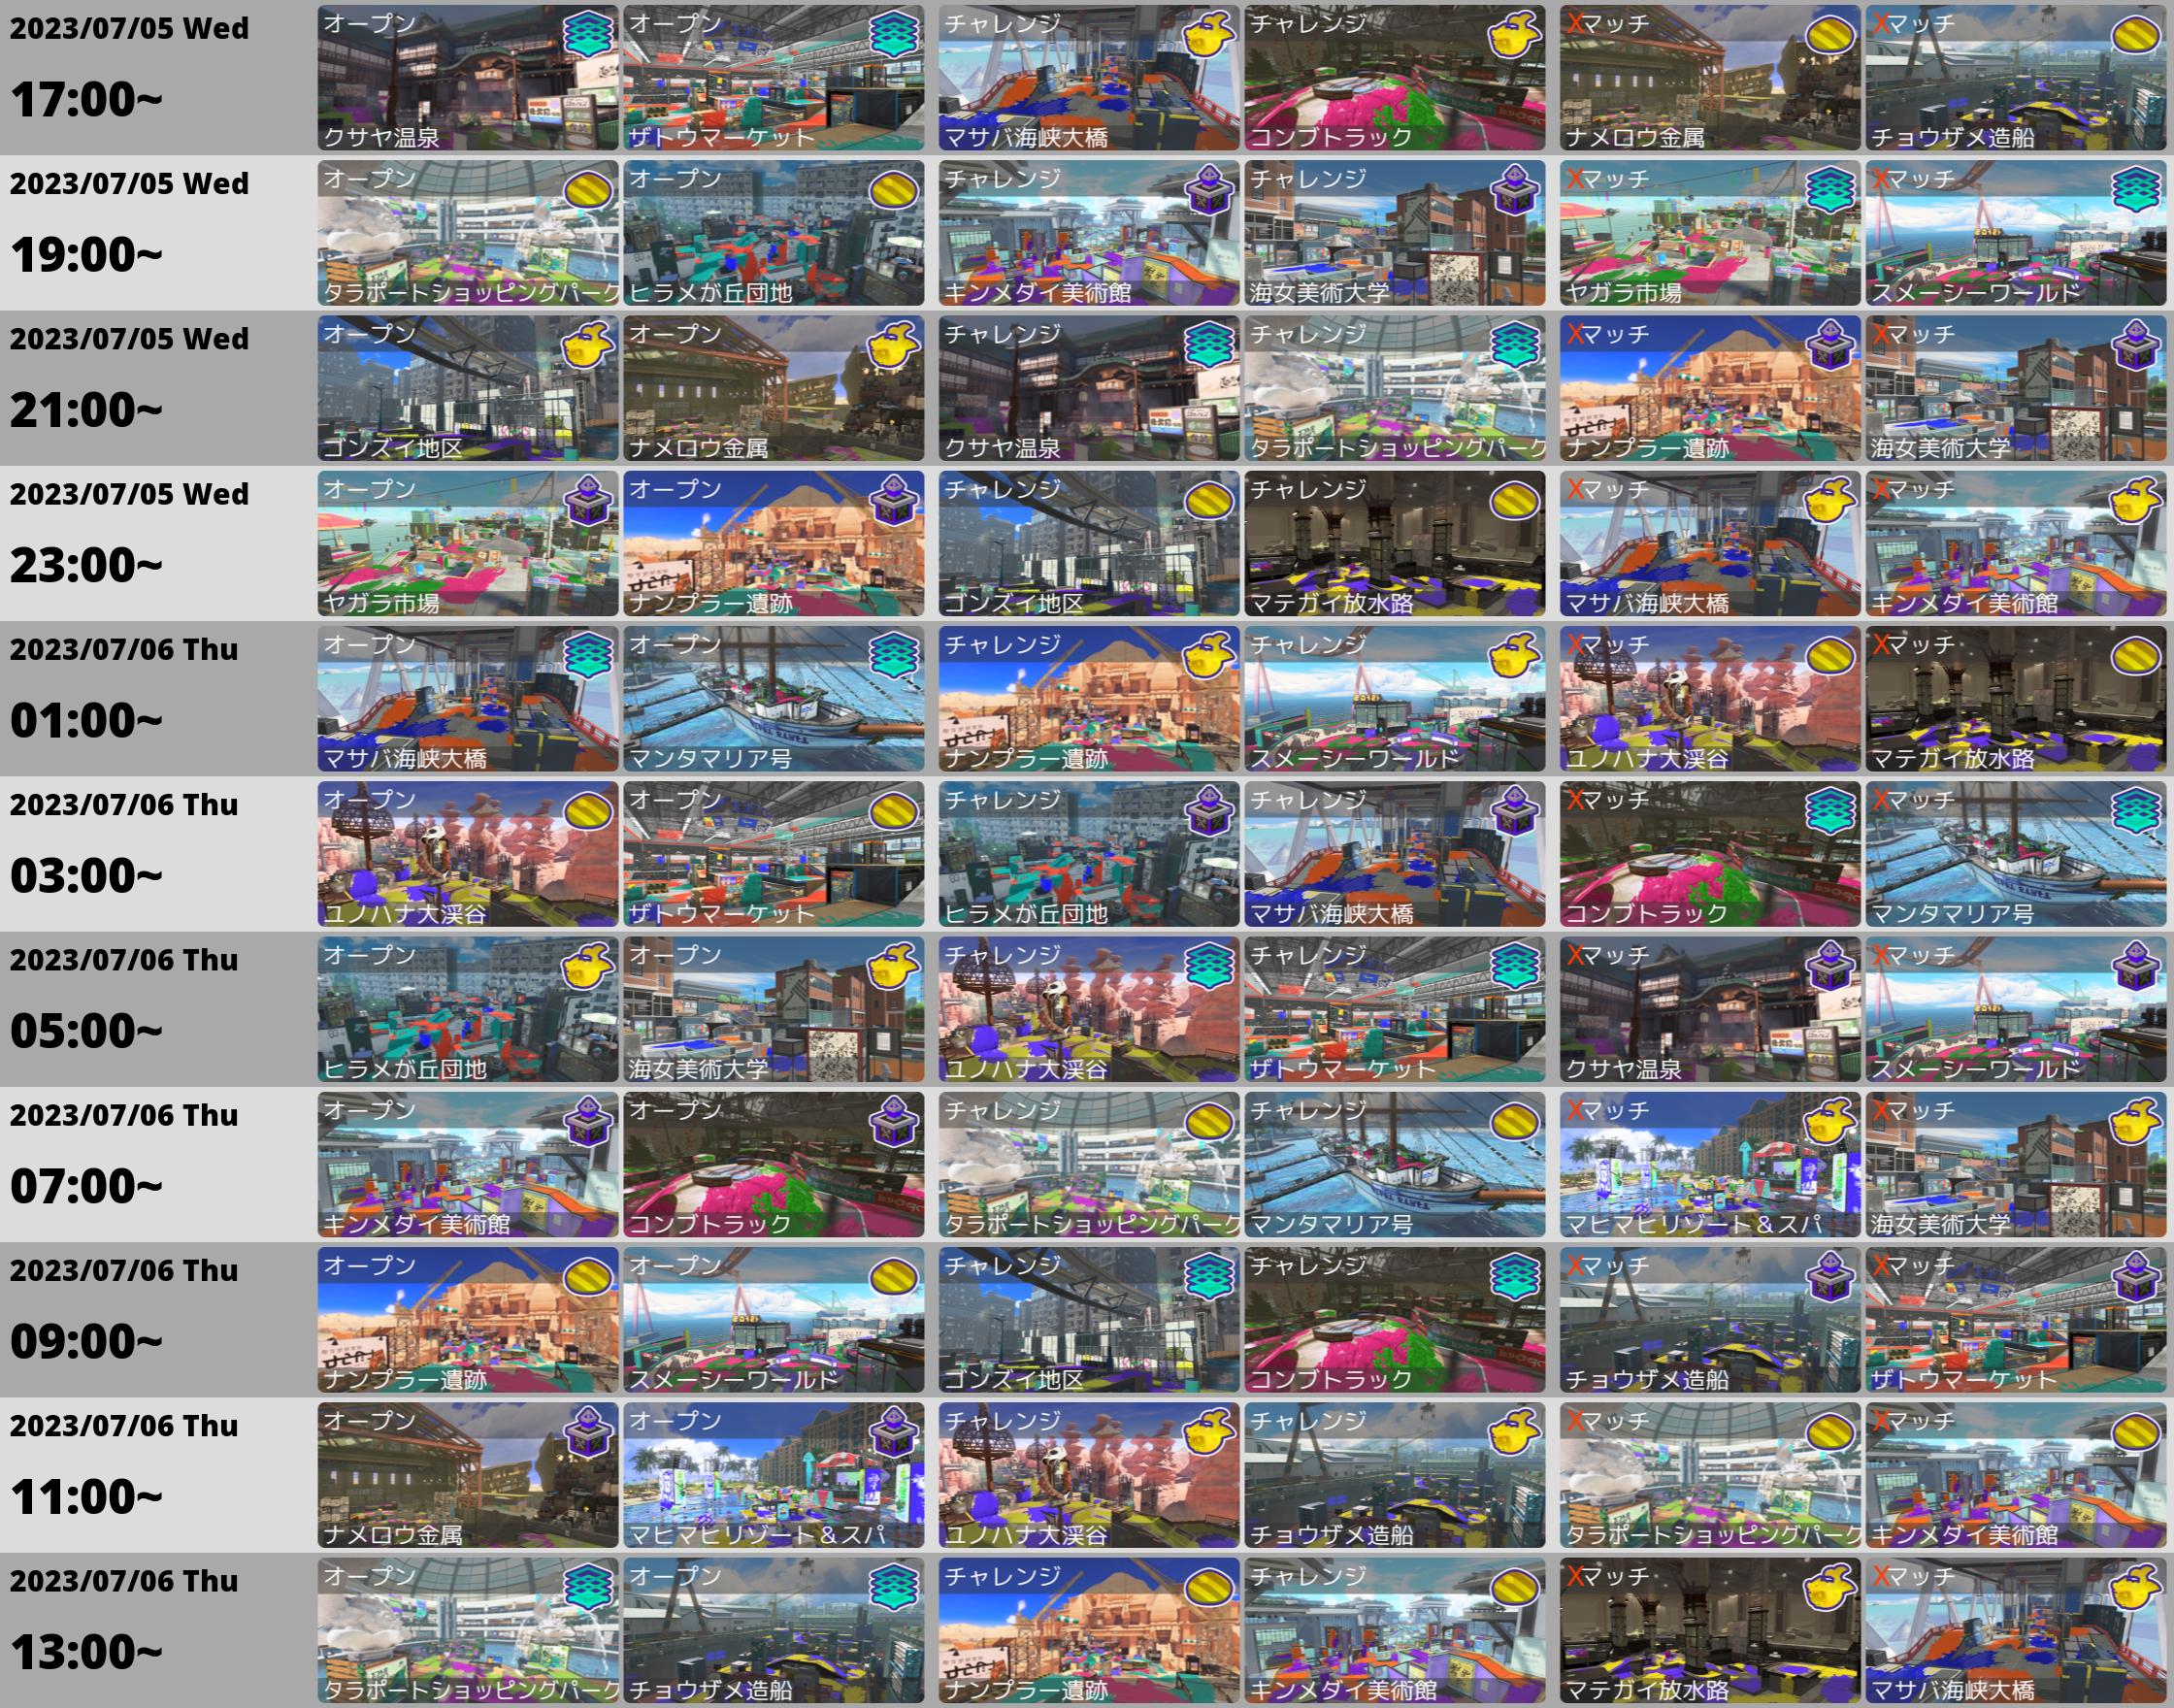 2023/07/05 Wed
17:00~
オープン オープン チャレンジ チャレンジ Xマッチ Xマッチ
クサヤ温泉 ザトウマーケット マサバ海峡大橋 コンブトラック ナメロウ金属 チョウザメ造船
2023/07/05 Wed
19:00~
オープン オープン チャレンジ チャレンジ Xマッチ Xマッチ
タラポートショッピングパーク ヒラメが丘団地 キンメダイ美術館 海女美術大学 ヤガラ市場 スメーシーワールド
2023/07/05 Wed
21:00~
オープン オープン チャレンジ チャレンジ Xマッチ Xマッチ
ゴンズイ地区 ナメロウ金属 クサヤ温泉 タラポートショッピングパーク ナンプラー遺跡 海女美術大学
2023/07/05 Wed
23:00~
オープン オープン チャレンジ チャレンジ Xマッチ Xマッチ
ヤガラ市場 ナンプラー遺跡 ゴンズイ地区 マテガイ放水路 マサバ海峡大橋 キンメダイ美術館
2023/07/06 Thu
01:00~
オープン オープン チャレンジ チャレンジ Xマッチ Xマッチ
マサバ海峡大橋 マンタマリア号 ナンプラー遺跡 スメーシーワールド ユノハナ大渓谷 マテガイ放水路
2023/07/06 Thu
03:00~
オープン オープン チャレンジ チャレンジ Xマッチ Xマッチ
ユノハナ大渓谷 ザトウマーケット ヒラメが丘団地 マサバ海峡大橋 コンブトラック マンタマリア号
2023/07/06 Thu
05:00~
オープン オープン チャレンジ チャレンジ Xマッチ Xマッチ
ヒラメが丘団地 海女美術大学 ユノハナ大渓谷 ザトウマーケット クサヤ温泉 スメーシーワールド
2023/07/06 Thu
07:00~
オープン オープン チャレンジ チャレンジ Xマッチ Xマッチ
キンメダイ美術館 コンブトラック タラポートショッピングパーク マンタマリア号 マヒマヒリゾート＆スパ 海女美術大学
2023/07/06 Thu
09:00~
オープン オープン チャレンジ チャレンジ Xマッチ Xマッチ
ナンプラー遺跡 スメーシーワールド ゴンズイ地区 コンブトラック チョウザメ造船 ザトウマーケット
2023/07/06 Thu
11:00~
オープン オープン チャレンジ チャレンジ Xマッチ Xマッチ
ナメロウ金属 マヒマヒリゾート＆スパ ユノハナ大渓谷 チョウザメ造船 タラポートショッピングパーク キンメダイ美術館
2023/07/06 Thu
13:00~
オープン オープン チャレンジ チャレンジ Xマッチ Xマッチ
タラポートショッピングパーク チョウザメ造船 ナンプラー遺跡 キンメダイ美術館 マテガイ放水路 マサバ海峡大橋